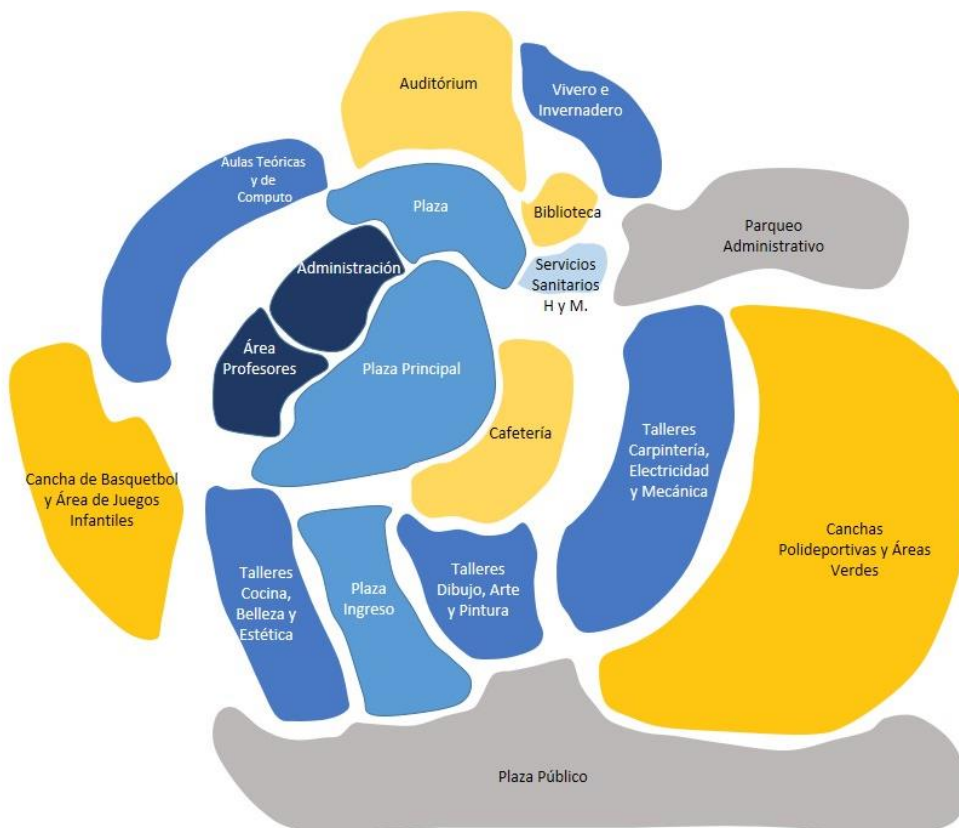 Auditórium
Vivero e
Invernadero
Aulas Teóricas
y de
Computo
Plaza
Biblioteca
Parqueo
Administrativo
Administración
Servicios
Sanitarios
H y M.
Área
Profesores
Plaza Principal
Cafetería
Talleres
Carpintería,
Electricidad
y Mecánica
Cancha de Basquetbol
y Área de Juegos
Infantiles
Canchas
Polideportivas y Áreas
Verdes
Talleres
Cocina,
Belleza y
Estética
Plaza
Ingreso
Talleres
Dibujo, Arte
y Pintura
Plaza Público